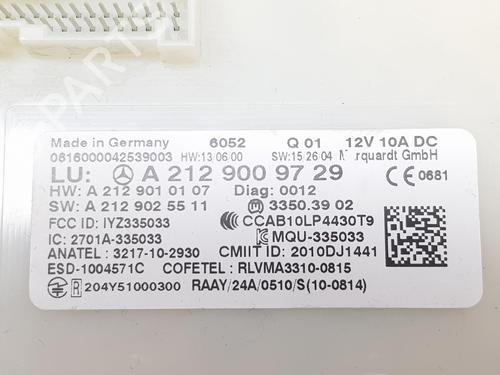 Made in Germany 6052 Q 01 12V 10A DC
0616000042539003 HW:13 06 00 SW:15 26 04 Marquardt GmbH
LU: A 212 900 97 29 CE 0681
HW: A 212 901 01 07 Diag: 0012
SW: A 212 902 55 11 3350 39 02
FCC ID: IYZ335033 CCAB10LP4430T9
IC: 2701A-335033 MQU-335033
ANATEL : 3217-10-2930 CMIIT ID: 2010DJ1441
ESD-1004571C COFETEL : RLVMA3310-0815
R 204Y51000300 RAAY/24A/0510/S(10-0814)